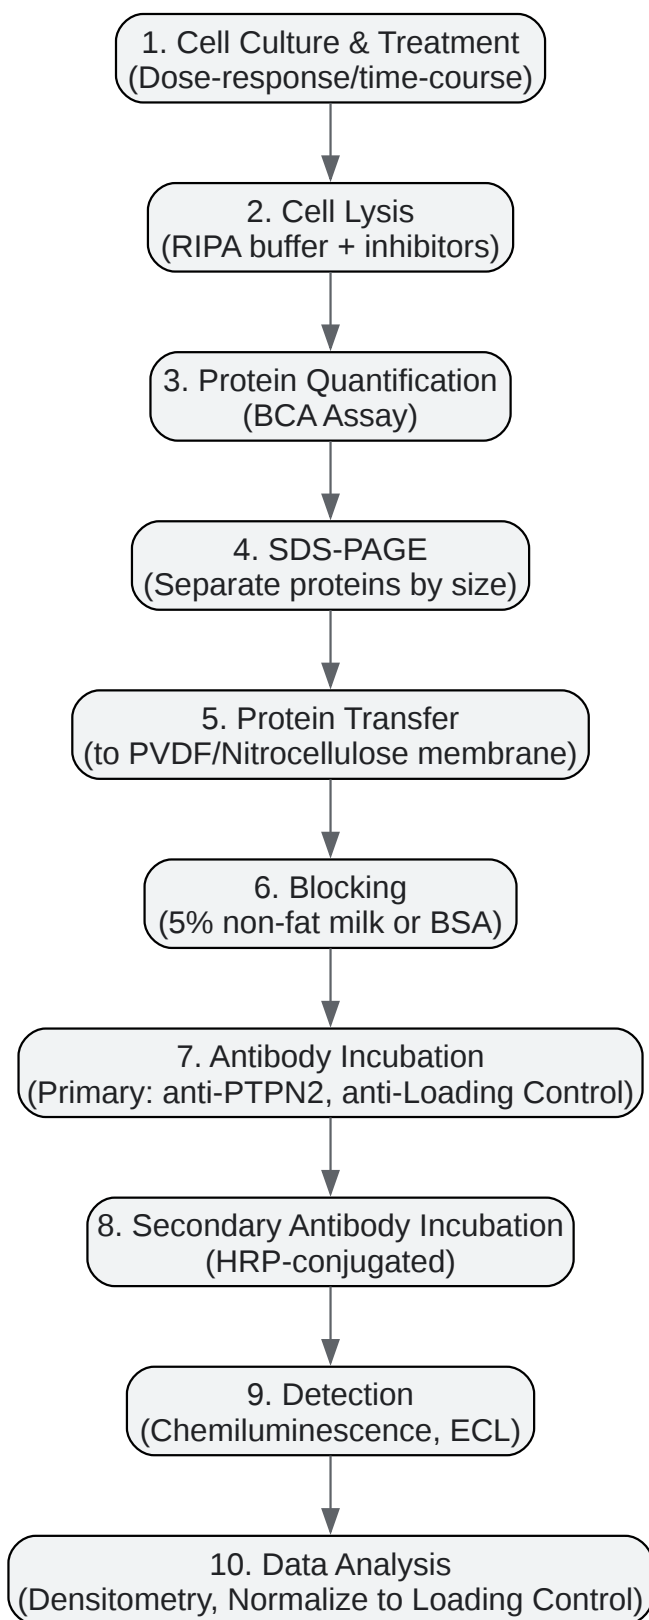 1. Cell Culture & Treatment
(Dose-response/time-course)
2. Cell Lysis
(RIPA buffer + inhibitors)
3. Protein Quantification
(BCA Assay)
4. SDS-PAGE
(Separate proteins by size)
5. Protein Transfer
(to PVDF/Nitrocellulose membrane)
6. Blocking
(5% non-fat milk or BSA)
7. Antibody Incubation
(Primary: anti-PTPN2, anti-Loading Control)
8. Secondary Antibody Incubation
(HRP-conjugated)
9. Detection
(Chemiluminescence, ECL)
10. Data Analysis
(Densitometry, Normalize to Loading Control)